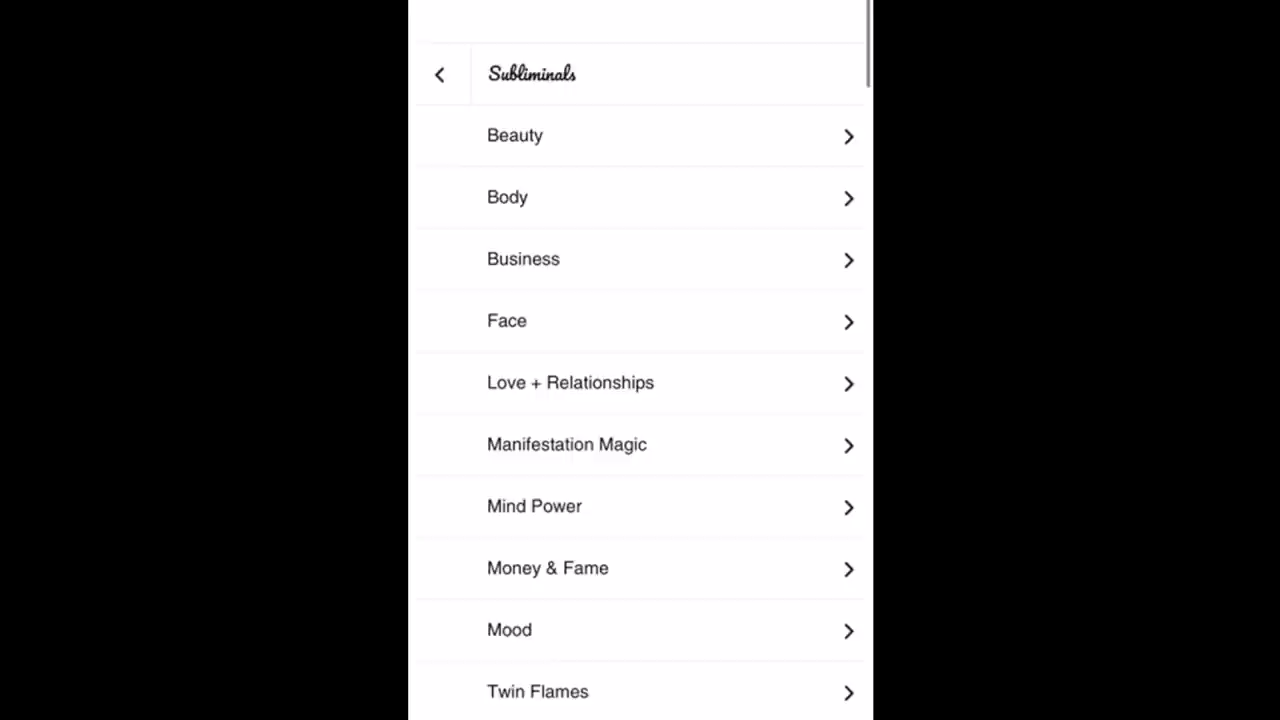 Subliminals
Beauty
Body
Business
Face
Love + Relationships
Manifestation Magic
Mind Power
Money & Fame
Mood
Twin Flames